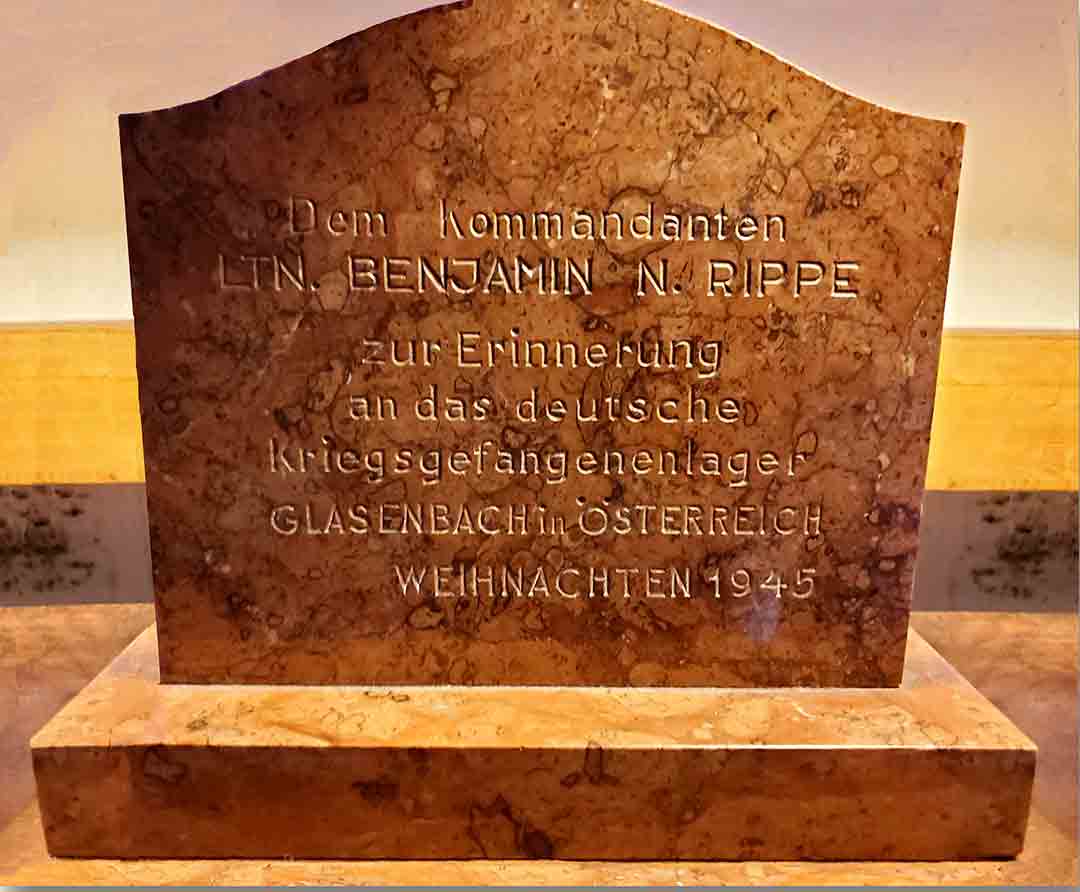 Dem Kommandanten
LTN. BENJAMIN N. RIPPE
zur Erinnerung
an das deutsche
Kriegsgefangenenlager
GLASENBACH in ÖSTERREICH
WEIHNACHTEN 1945